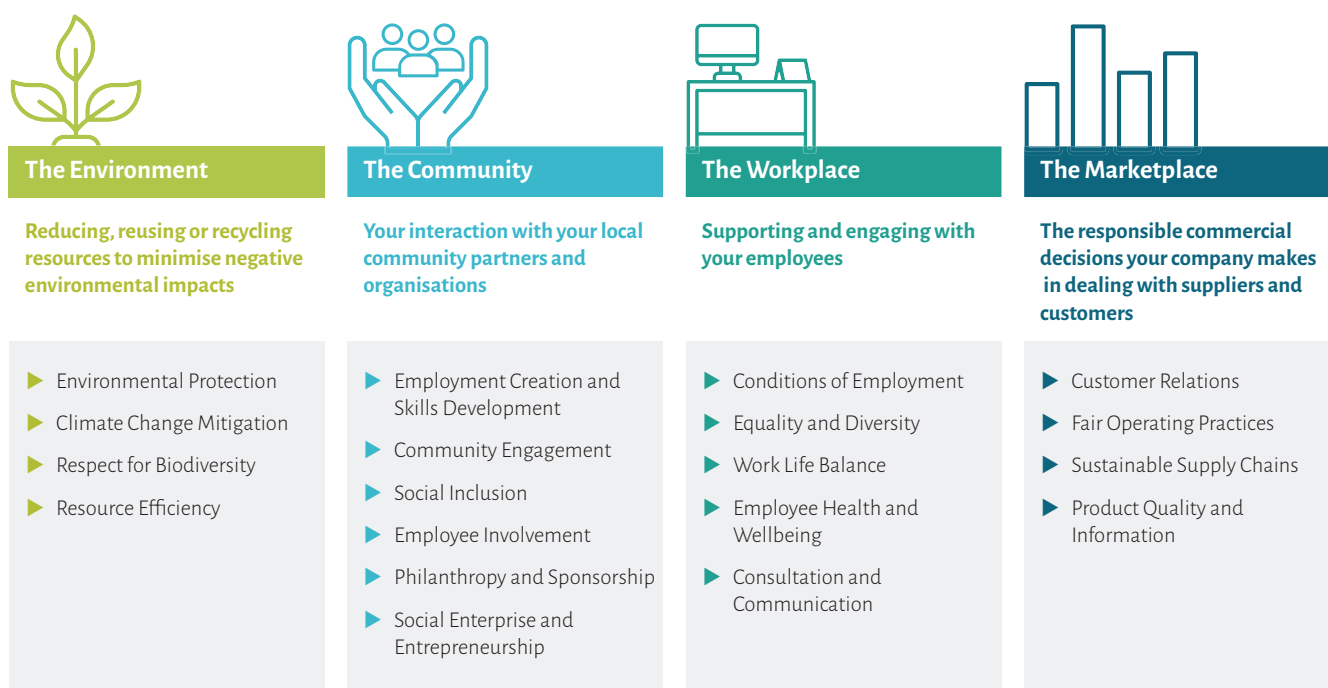 The Environment
Reducing, reusing or recycling
resources to minimise negative
environmental impacts
Environmental Protection
Climate Change Mitigation
Respect for Biodiversity
Resource Efficiency
The Community
Your interaction with your local
community partners and
organisations
Employment Creation and
Skills Development
Community Engagement
Social Inclusion
Employee Involvement
Philanthropy and Sponsorship
Social Enterprise and
Entrepreneurship
The Workplace
Supporting and engaging with
your employees
Conditions of Employment
Equality and Diversity
Work Life Balance
Employee Health and
Wellbeing
Consultation and
Communication
The Marketplace
The responsible commercial
decisions your company makes
in dealing with suppliers and
customers
Customer Relations
Fair Operating Practices
Sustainable Supply Chains
Product Quality and
Information